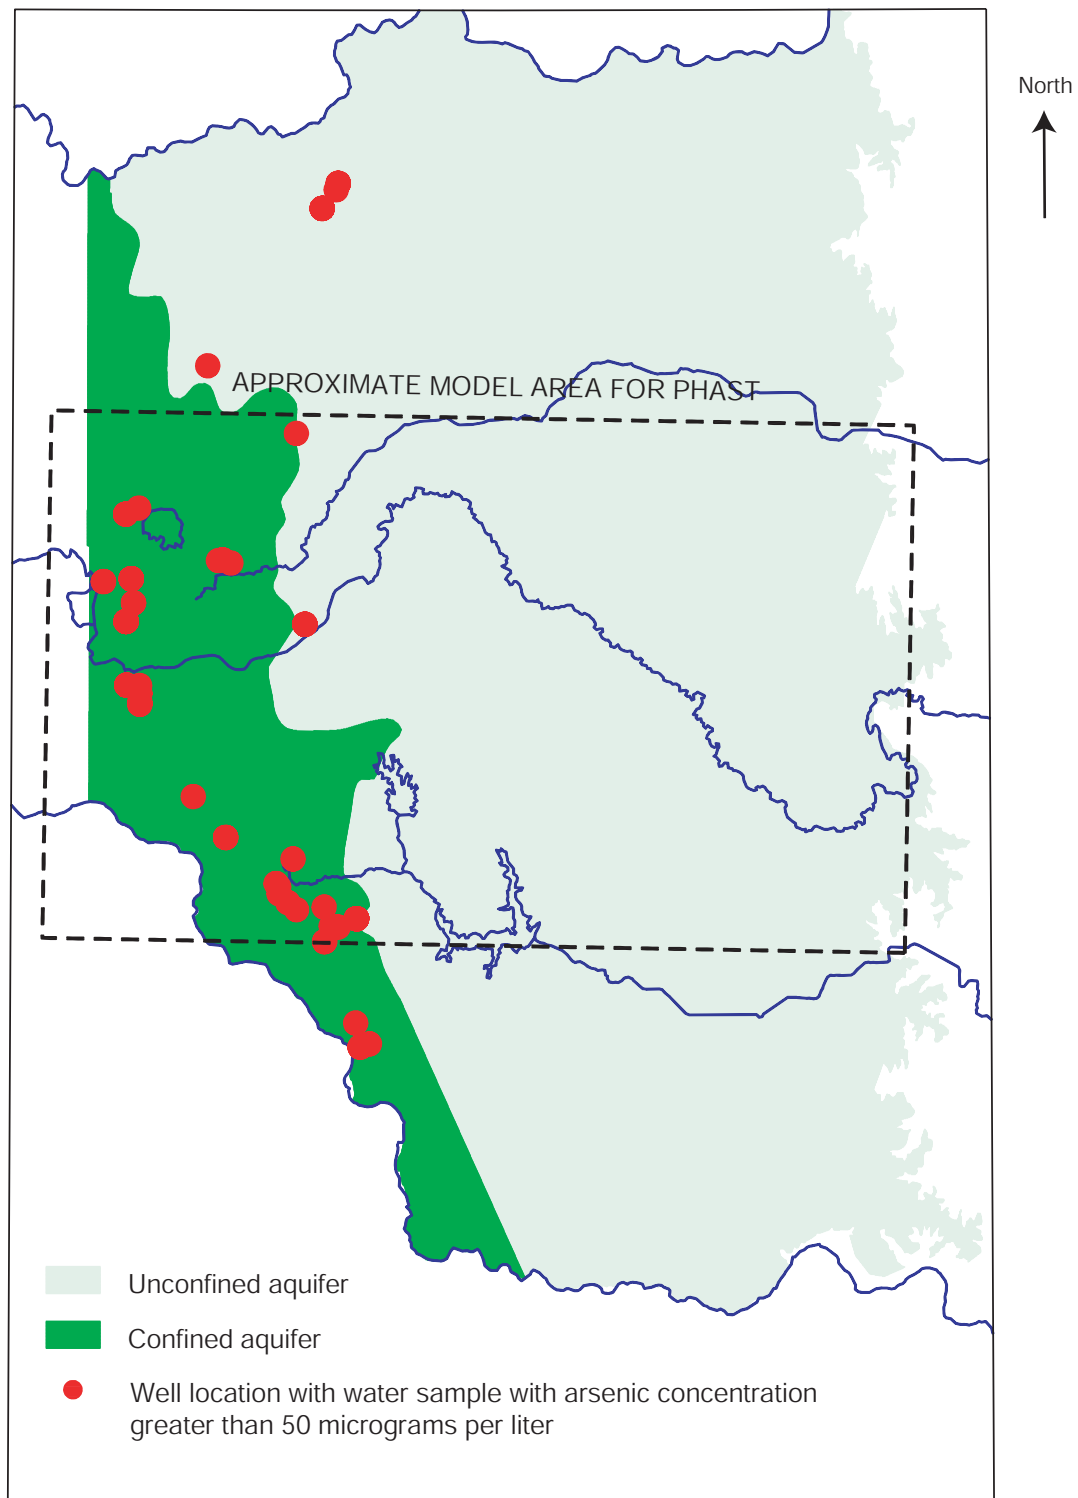 North
APPROXIMATE MODEL AREA FOR PHAST
Unconfined aquifer
Confined aquifer
Well location with water sample with arsenic concentration
greater than 50 micrograms per liter